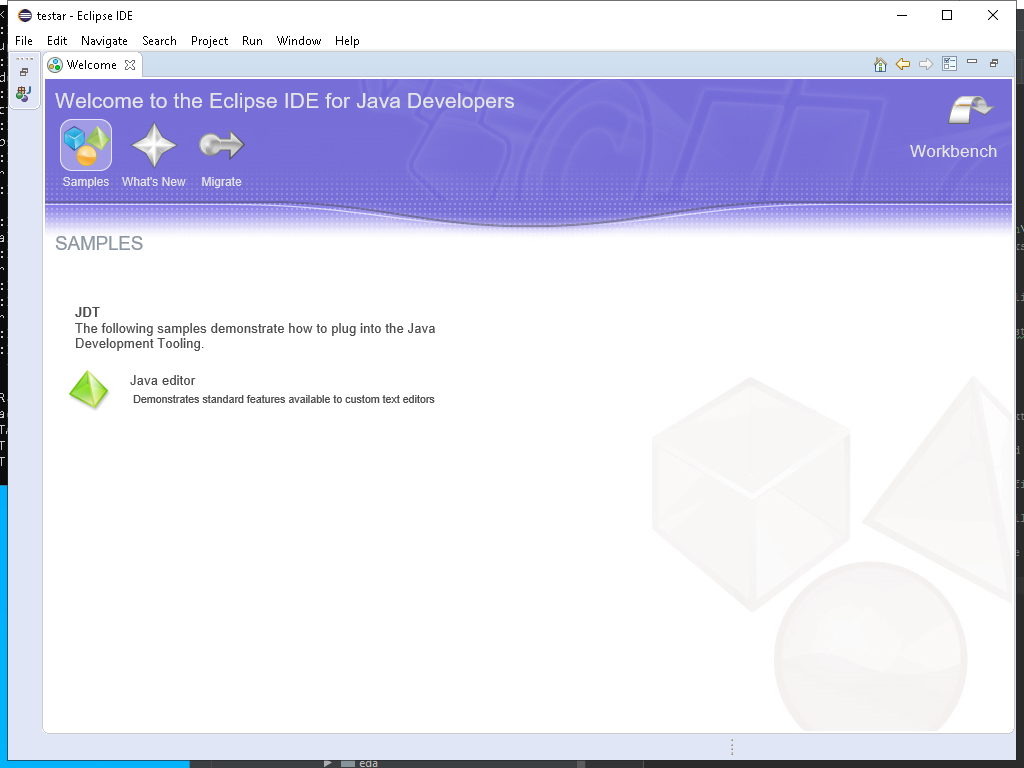 testar - Eclipse IDE
File Edit Navigate Search Project Run Window Help
Welcome
Welcome to the Eclipse IDE for Java Developers
Samples What's New Migrate
Workbench
SAMPLES
JDT
The following samples demonstrate how to plug into the Java
Development Tooling.
Java editor
Demonstrates standard features available to custom text editors
eda